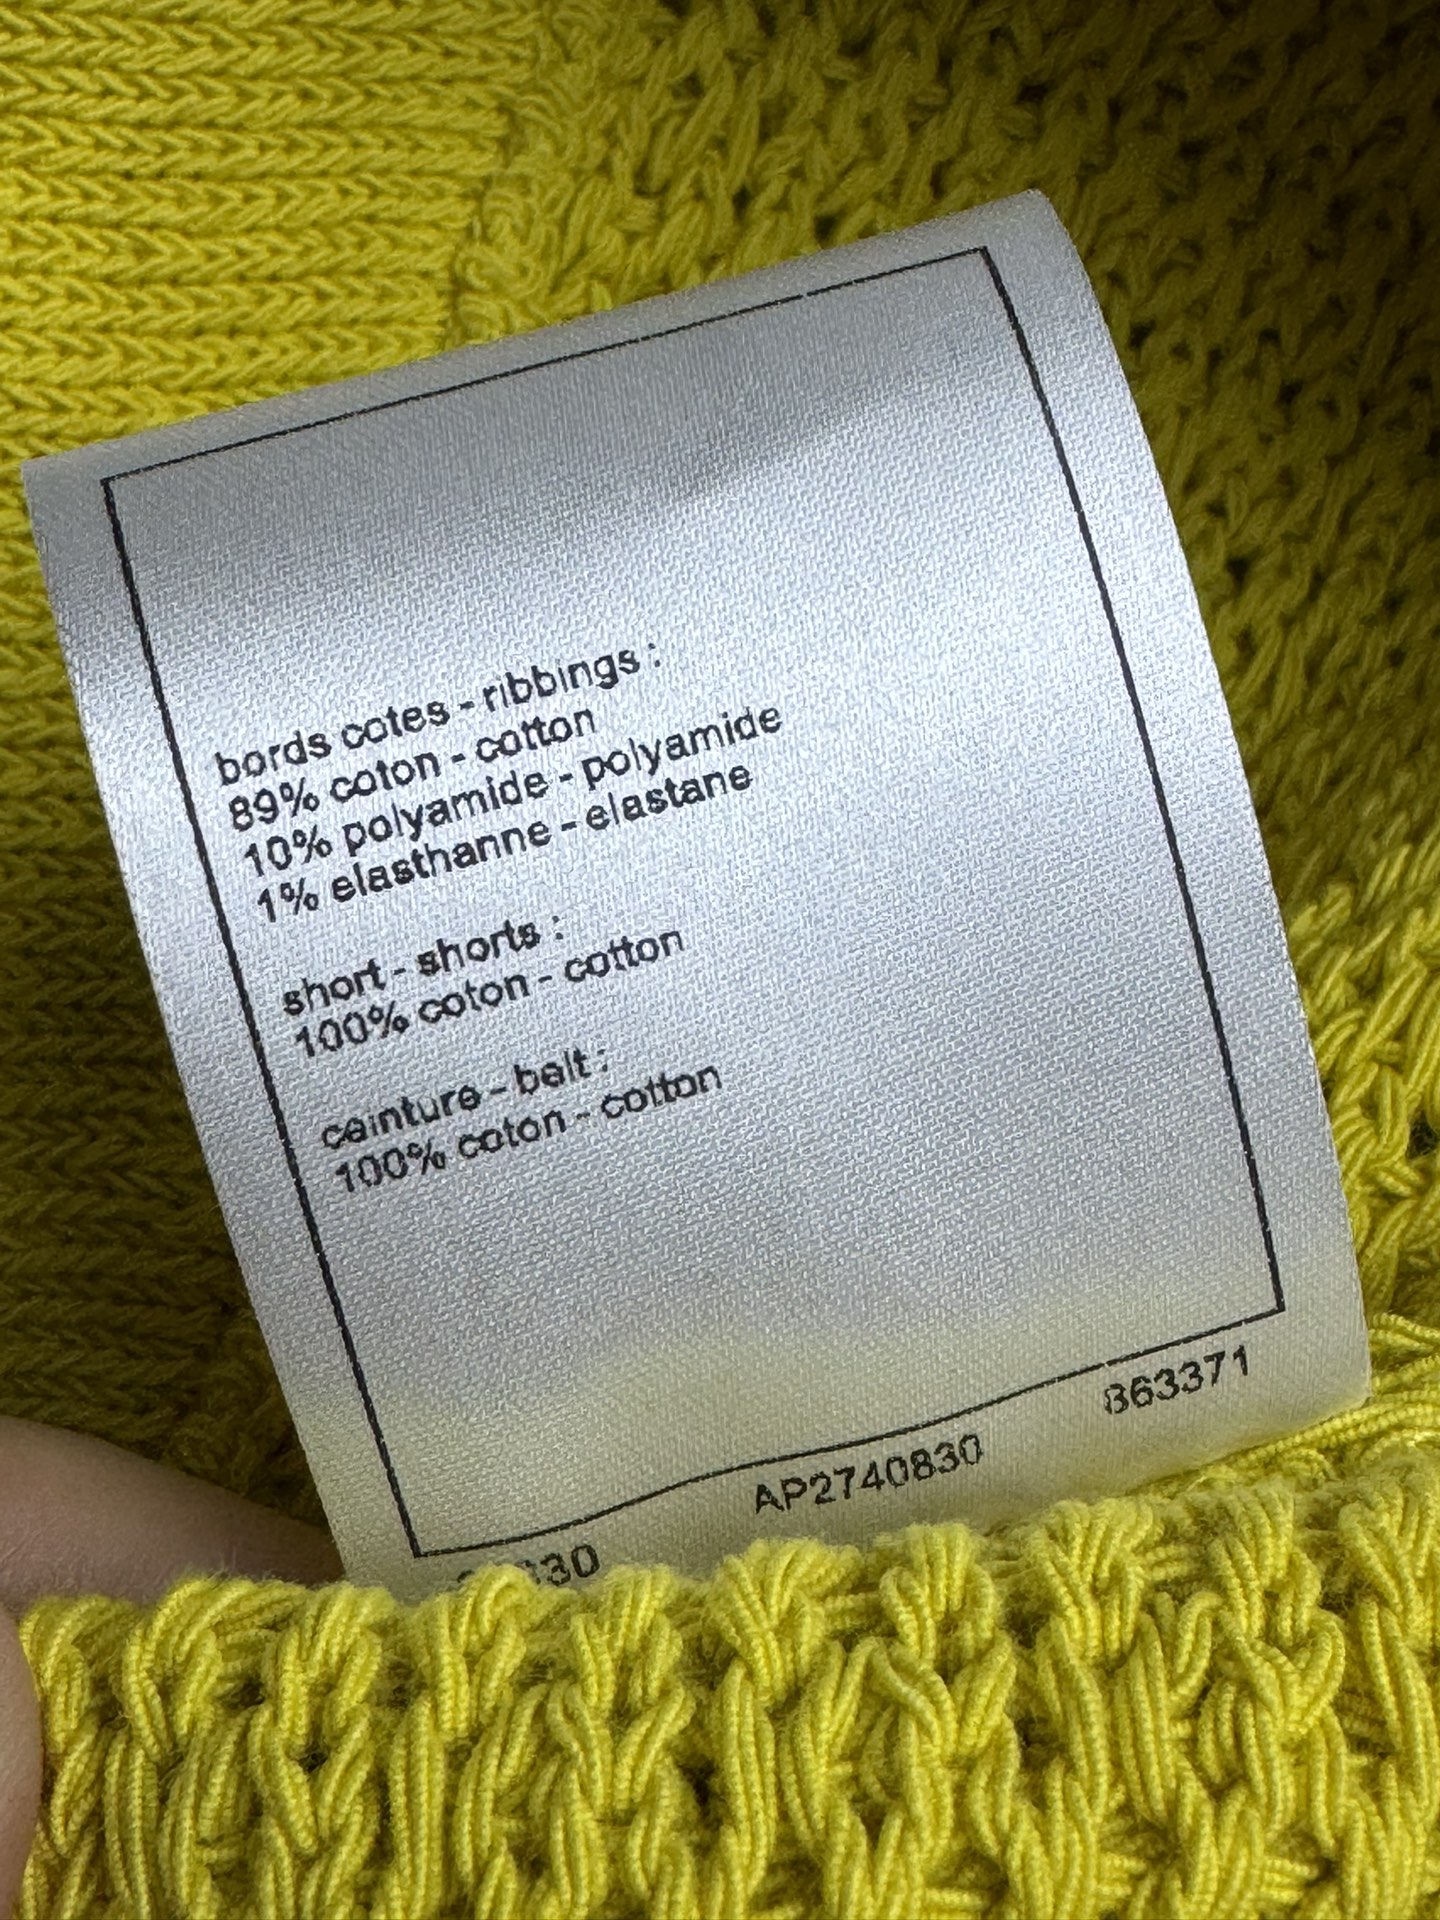 bords cotes - ribbings :
89% coton - cotton
10% polyamide - polyamide
1% elasthanne - elastane
short - shorts :
100% coton - cotton
ceinture - belt :
100% coton - cotton
AP2740830
863371